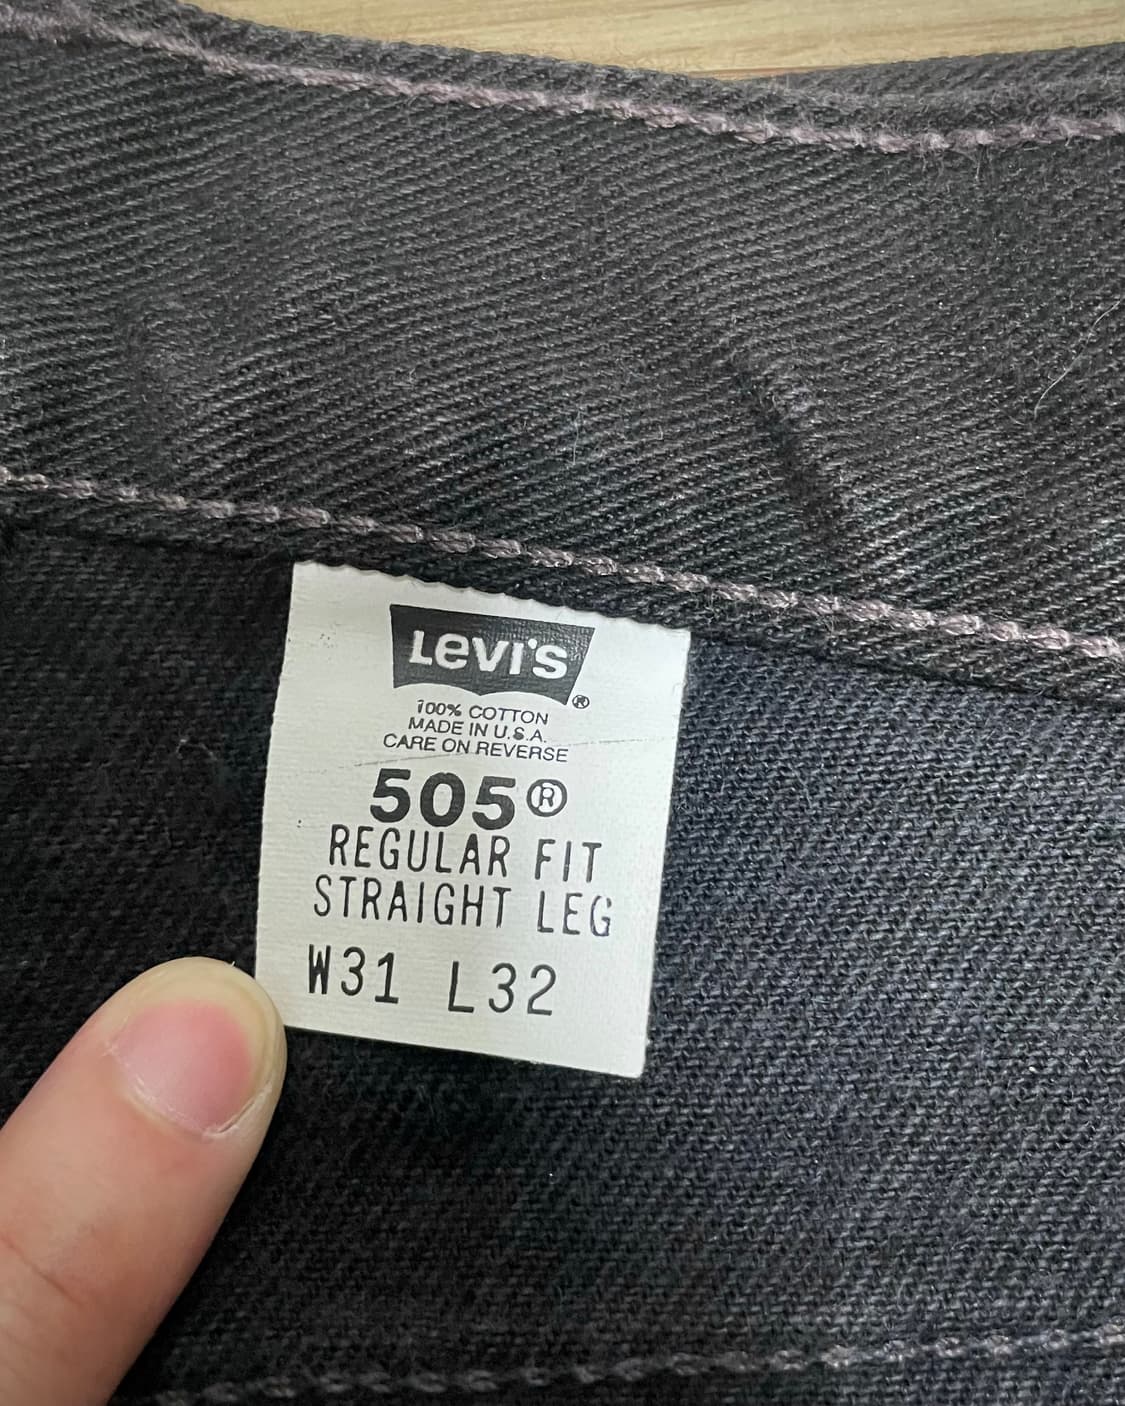 Levi's®
100% COTTON
MADE IN U.S.A.
CARE ON REVERSE
505®
REGULAR FIT
STRAIGHT LEG
W31 L32